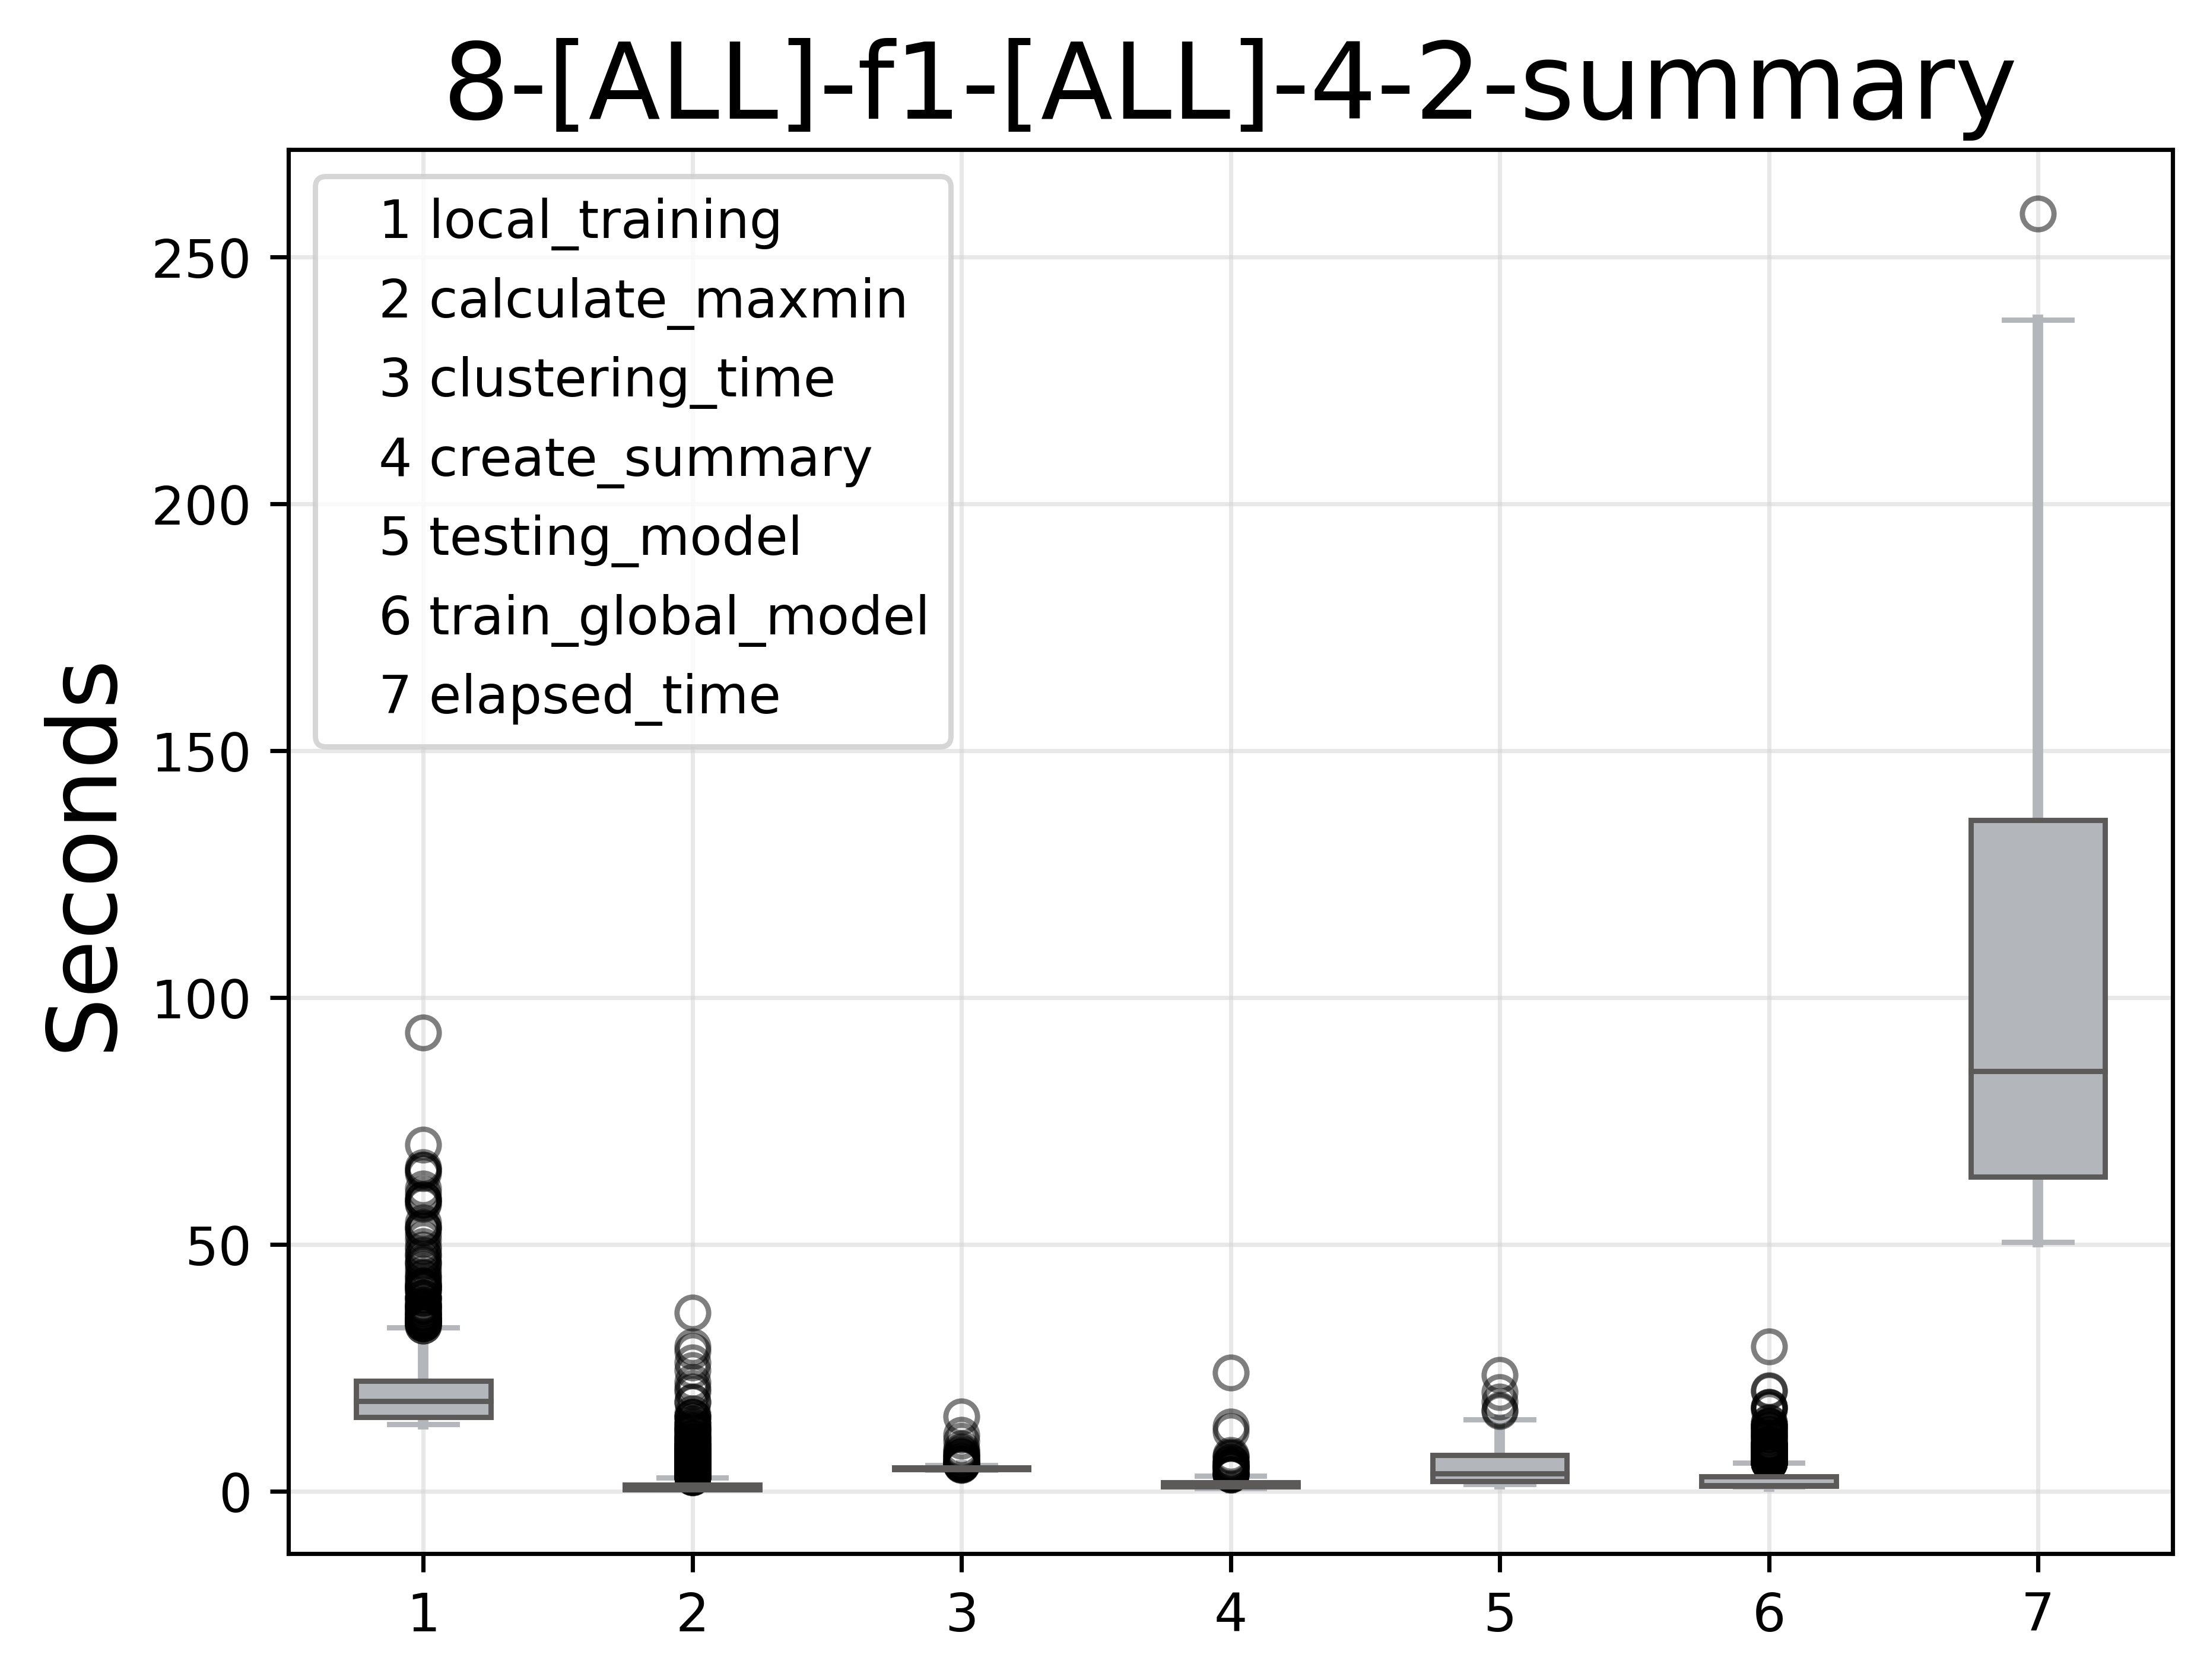 8-[ALL]-f1-[ALL]-4-2-summary
1 local_training
2 calculate_maxmin
3 clustering_time
4 create_summary
5 testing_model
6 train_global_model
7 elapsed_time
Seconds
250
200
150
100
50
0
1 2 3 4 5 6 7